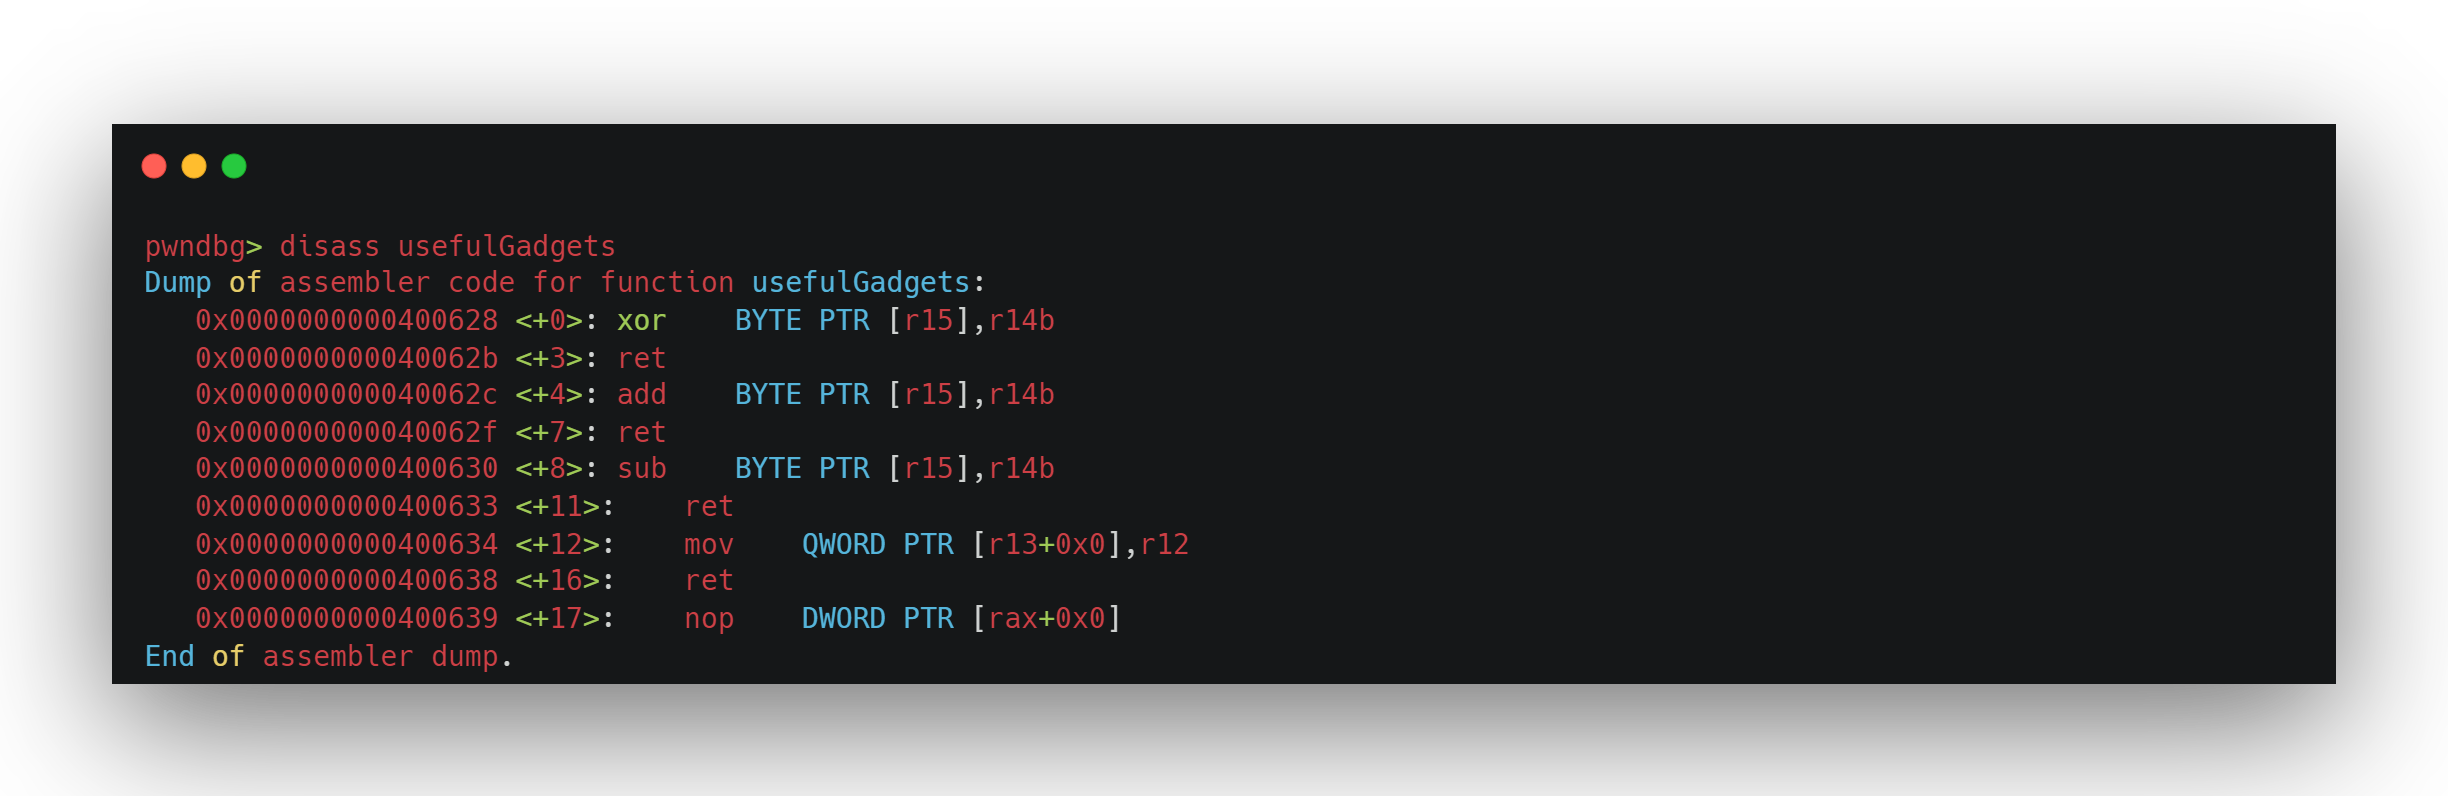 pwndbg> disass usefulGadgets
Dump of assembler code for function usefulGadgets:
   0x0000000000400628 <+0>: xor    BYTE PTR [r15],r14b
   0x000000000040062b <+3>: ret
   0x000000000040062c <+4>: add    BYTE PTR [r15],r14b
   0x000000000040062f <+7>: ret
   0x0000000000400630 <+8>: sub    BYTE PTR [r15],r14b
   0x0000000000400633 <+11>:    ret
   0x0000000000400634 <+12>:    mov    QWORD PTR [r13+0x0],r12
   0x0000000000400638 <+16>:    ret
   0x0000000000400639 <+17>:    nop    DWORD PTR [rax+0x0]
End of assembler dump.